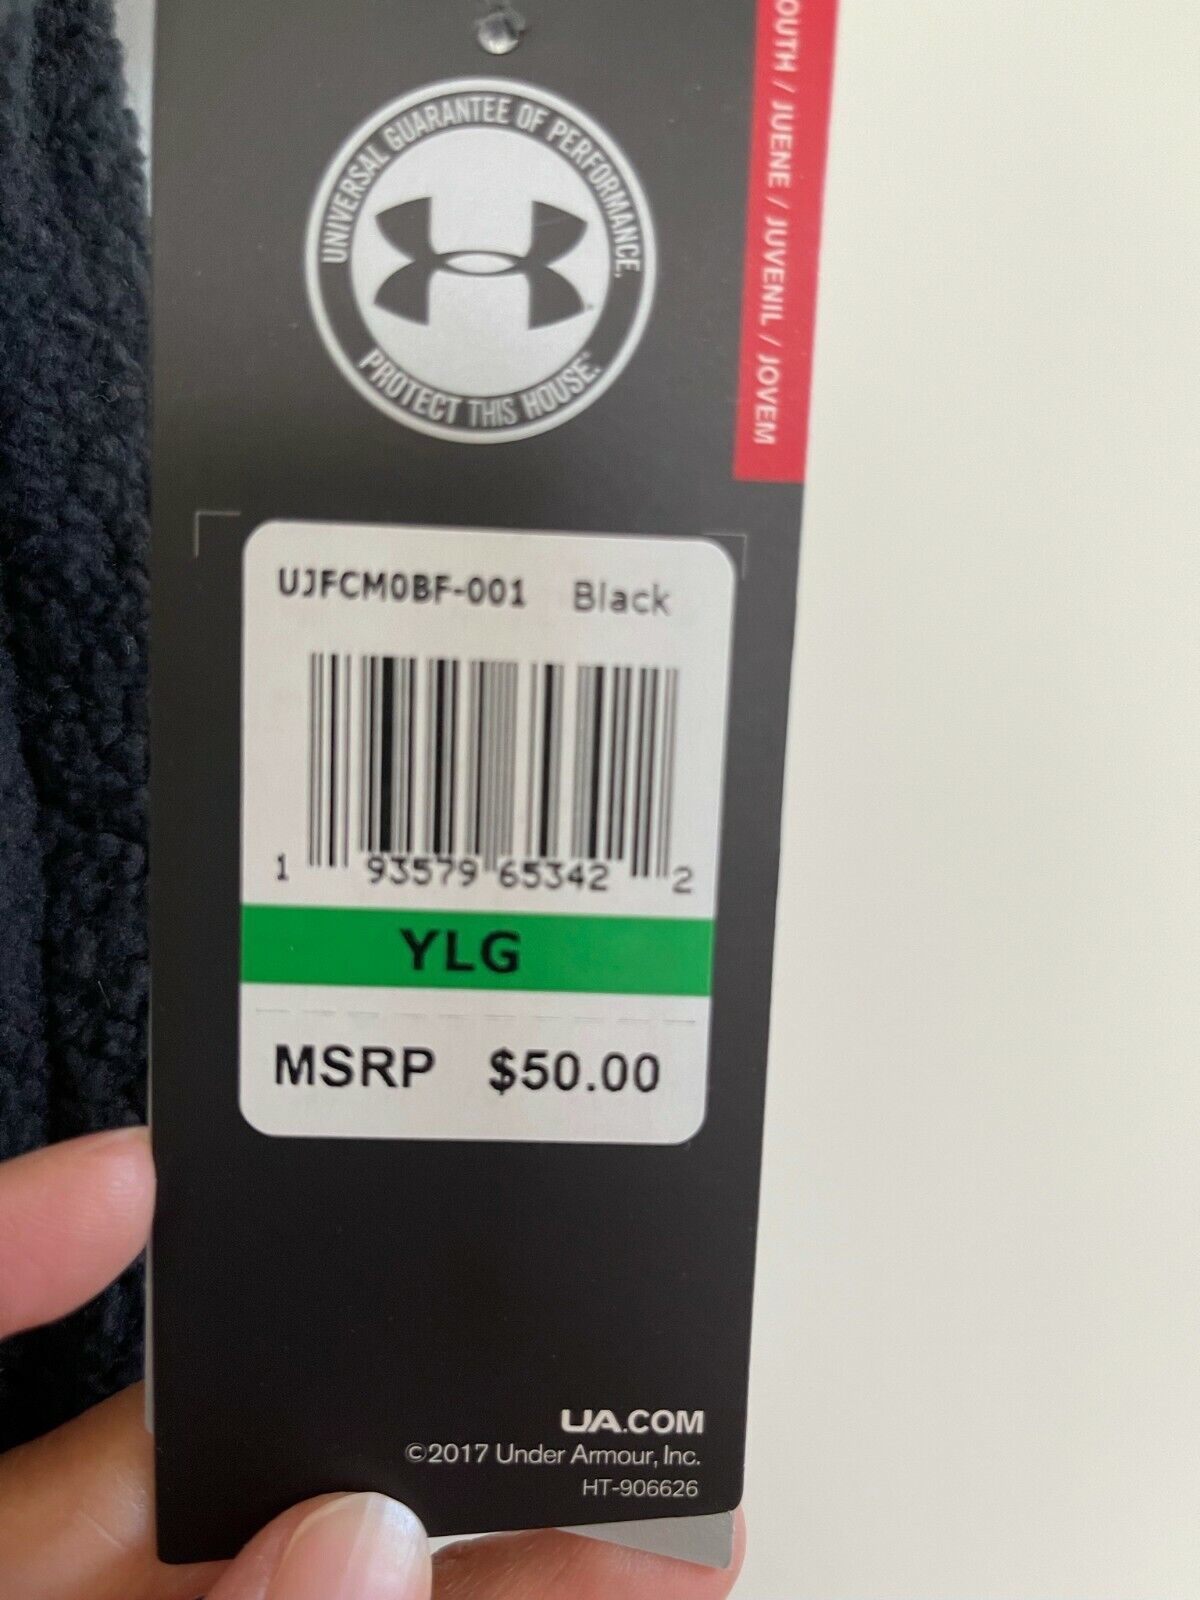 UNIVERSAL GUARANTEE OF PERFORMANCE.
PROTECT THIS HOUSE.
OUTH / JUENE / JUVENIL / JOVEM
UJFCM0BF-001 Black
1 93579 65342 2
YLG
MSRP $50.00
UA.COM
©2017 Under Armour, Inc.
HT-906626